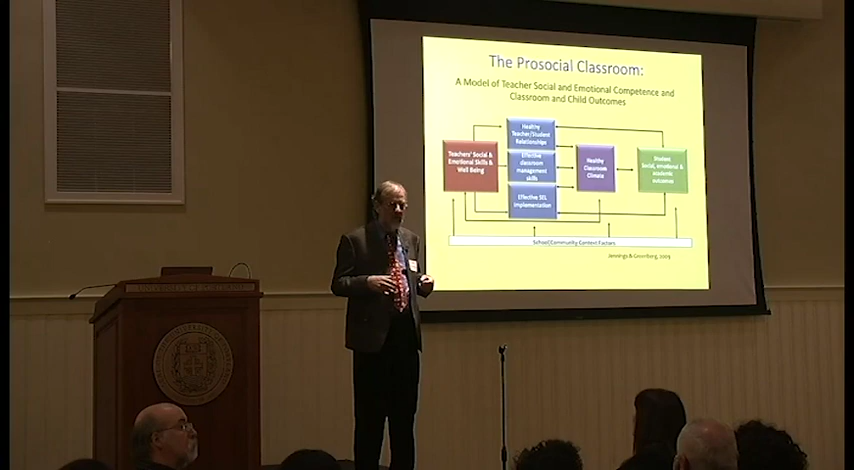 The Prosocial Classroom:
A Model of Teacher Social and Emotional Competence and
Classroom and Child Outcomes
Healthy
Teacher/Student
Relationships
Teachers' Social &
Emotional Skills &
Well Being
Effective
classroom
management
skills
Healthy
Classroom
Climate
Student
Social, emotional &
academic
outcomes
Effective SEL
Implementation
School/Community Context Factors
Jennings & Greenberg, 2009
UNIVERSITY OF